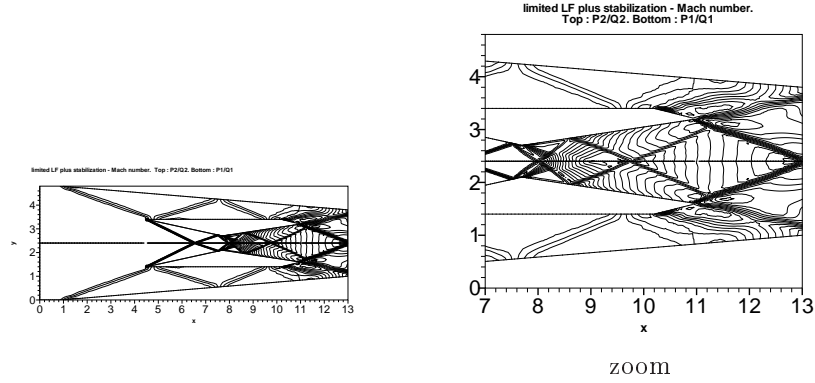 limited LF plus stabilization - Mach number. Top : P2/Q2. Bottom : P1/Q1
4
3
2
1
0
y
0 1 2 3 4 5 6 7 8 9 10 11 12 13
x
limited LF plus stabilization - Mach number.
Top : P2/Q2. Bottom : P1/Q1
4
3
2
1
0
7 8 9 10 11 12 13
x
zoom